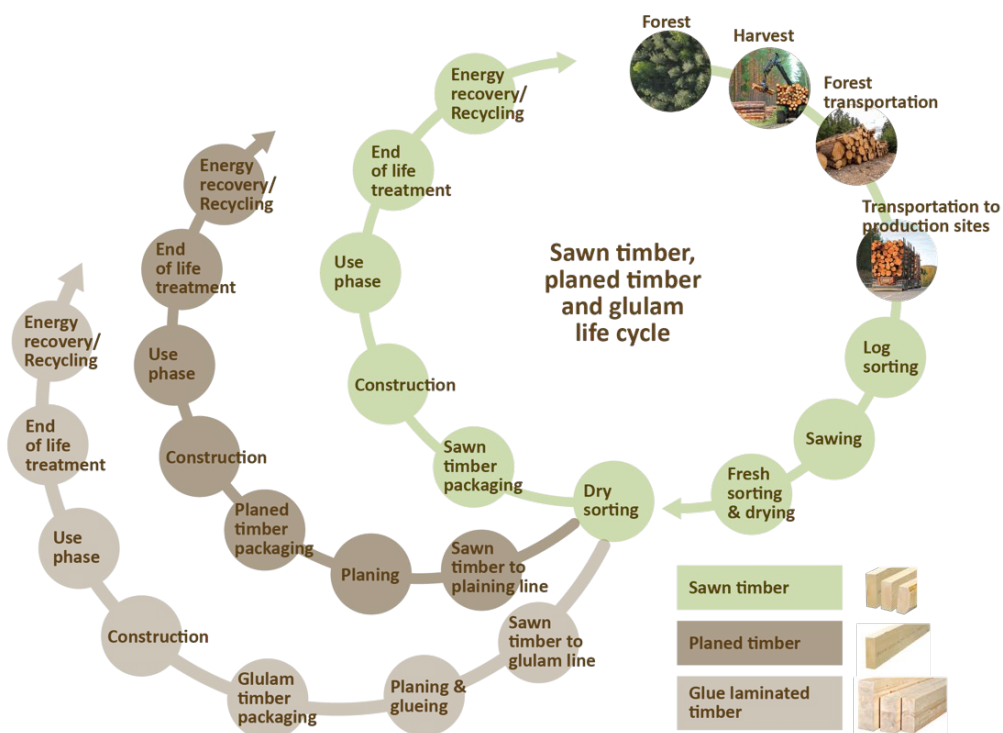 Forest
Harvest
Forest
transportation
Transportation to
production sites
Log
sorting
Sawing
Fresh
sorting
& drying
Dry
sorting
Sawn
timber
packaging
Construction
Use
phase
End
of life
treatment
Energy
recovery/
Recycling
Sawn timber,
planed timber
and glulam
life cycle
Sawn
timber to
plaining line
Planing
Planed
timber
packaging
Construction
Use
phase
End
of life
treatment
Energy
recovery/
Recycling
Sawn
timber to
glulam line
Planing &
glueing
Glulam
timber
packaging
Construction
Use
phase
End
of life
treatment
Energy
recovery/
Recycling
Sawn timber
Planed timber
Glue laminated
timber